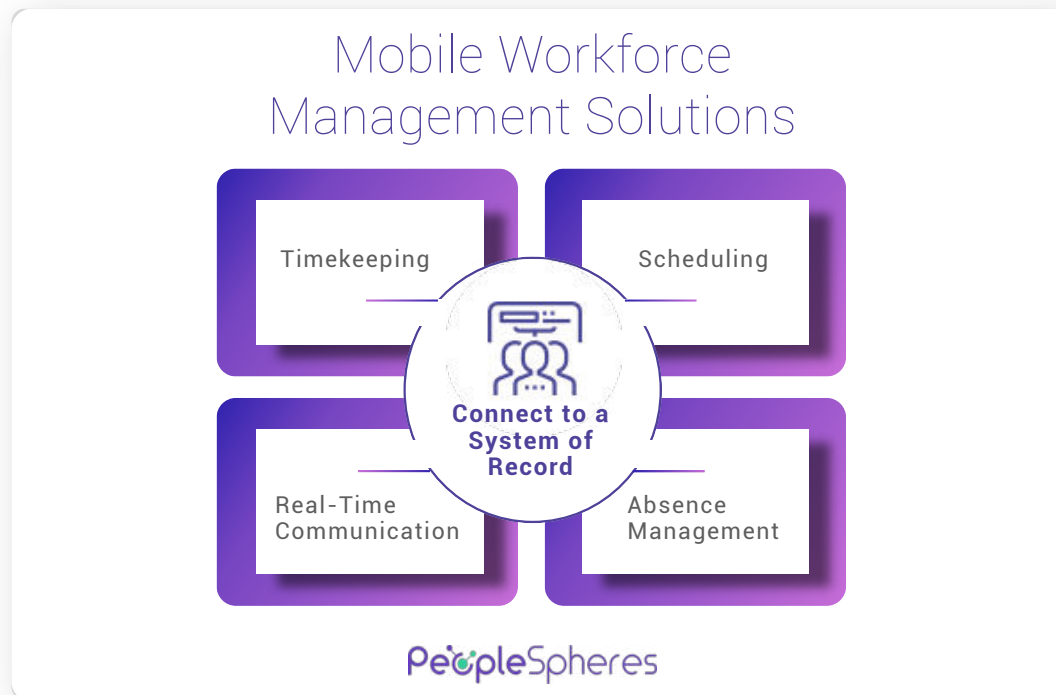 Mobile Workforce
Management Solutions
Timekeeping
Scheduling
Connect to a
System of
Record
Real-Time
Communication
Absence
Management
PeopleSpheres